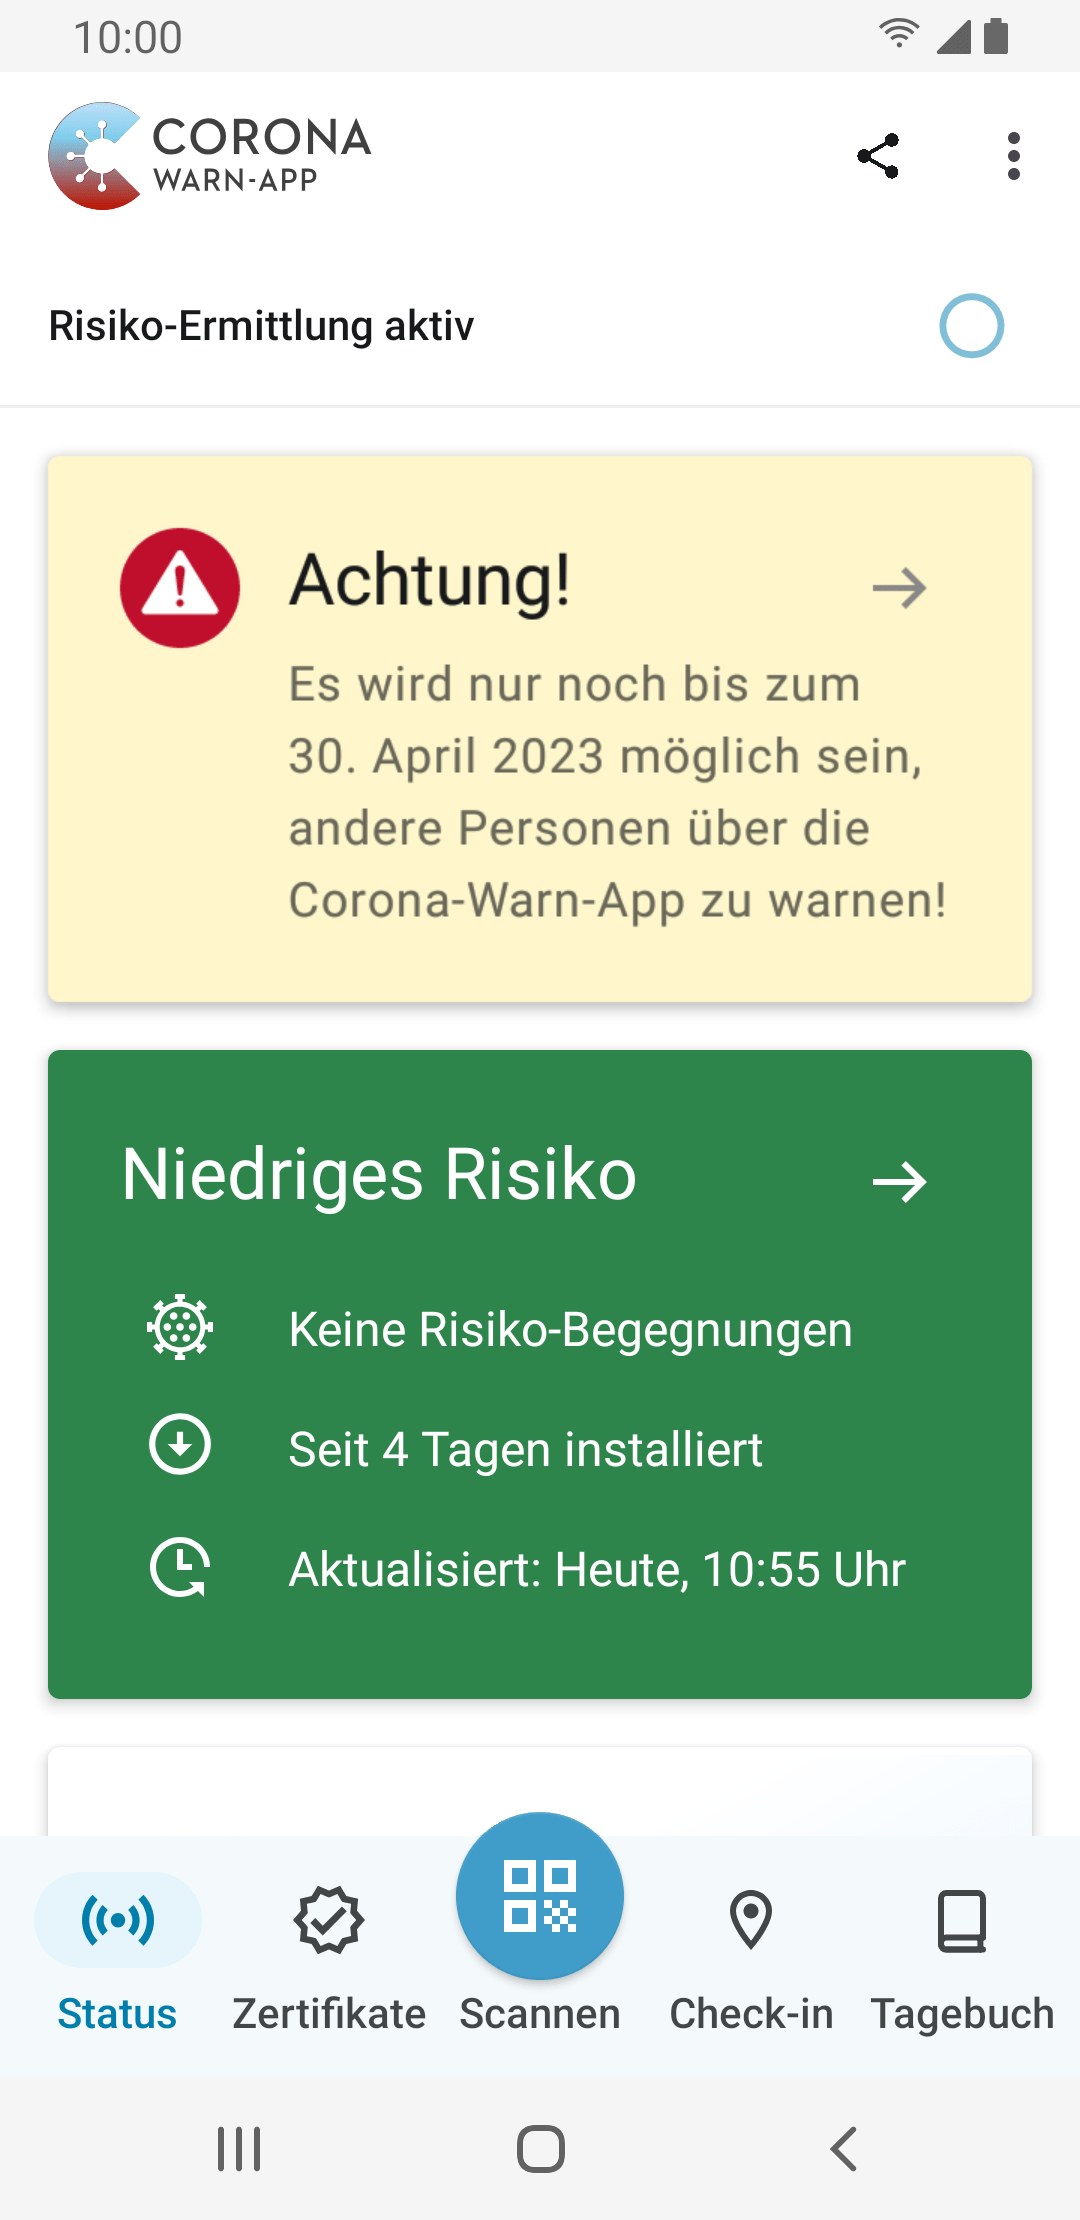 10:00
CORONA
WARN-APP
Risiko-Ermittlung aktiv
Achtung!
Es wird nur noch bis zum
30. April 2023 möglich sein,
andere Personen über die
Corona-Warn-App zu warnen!
Niedriges Risiko
Keine Risiko-Begegnungen
Seit 4 Tagen installiert
Aktualisiert: Heute, 10:55 Uhr
Status
Zertifikate
Scannen
Check-in
Tagebuch